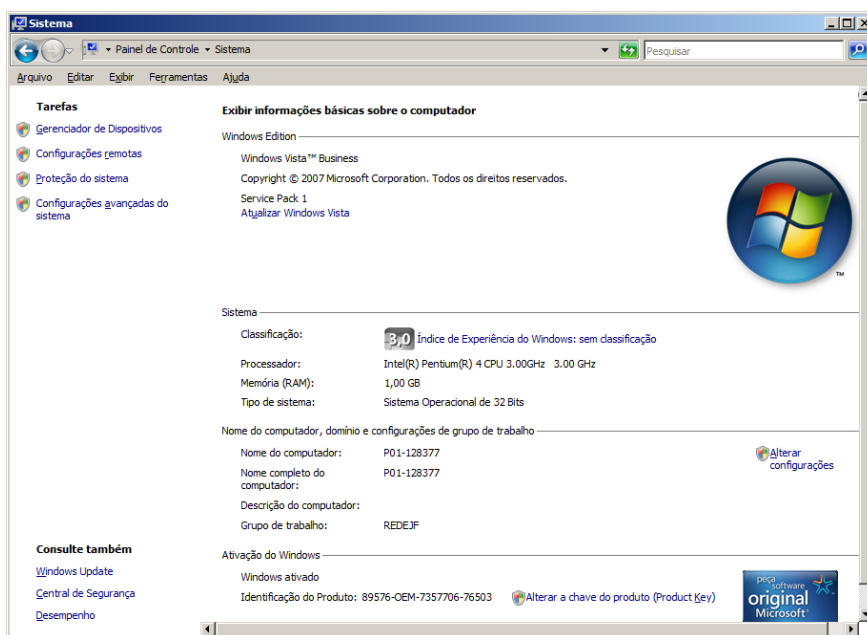 Sistema
Painel de Controle
Sistema
Pesquisar
Arquivo Editar Exibir Ferramentas Ajuda
Tarefas
Gerenciador de Dispositivos
Configurações remotas
Proteção do sistema
Configurações avançadas do
sistema
Exibir informações básicas sobre o computador
Windows Edition
Windows Vista™ Business
Copyright © 2007 Microsoft Corporation. Todos os direitos reservados.
Service Pack 1
Atualizar Windows Vista
TM
Sistema
Classificação:
3,0 Índice de Experiência do Windows: sem classificação
Processador: Intel(R) Pentium(R) 4 CPU 3.00GHz 3.00 GHz
Memória (RAM): 1,00 GB
Tipo de sistema: Sistema Operacional de 32 Bits
Nome do computador, domínio e configurações de grupo de trabalho
Nome do computador: P01-128377
Alterar
configurações
Nome completo do
computador:
P01-128377
Descrição do computador:
Grupo de trabalho: REDEJF
Ativação do Windows
Windows ativado
Identificação do Produto: 89576-OEM-7357706-76503
Alterar a chave do produto (Product Key)
peça
software
original
Microsoft
Consulte também
Windows Update
Central de Segurança
Desempenho